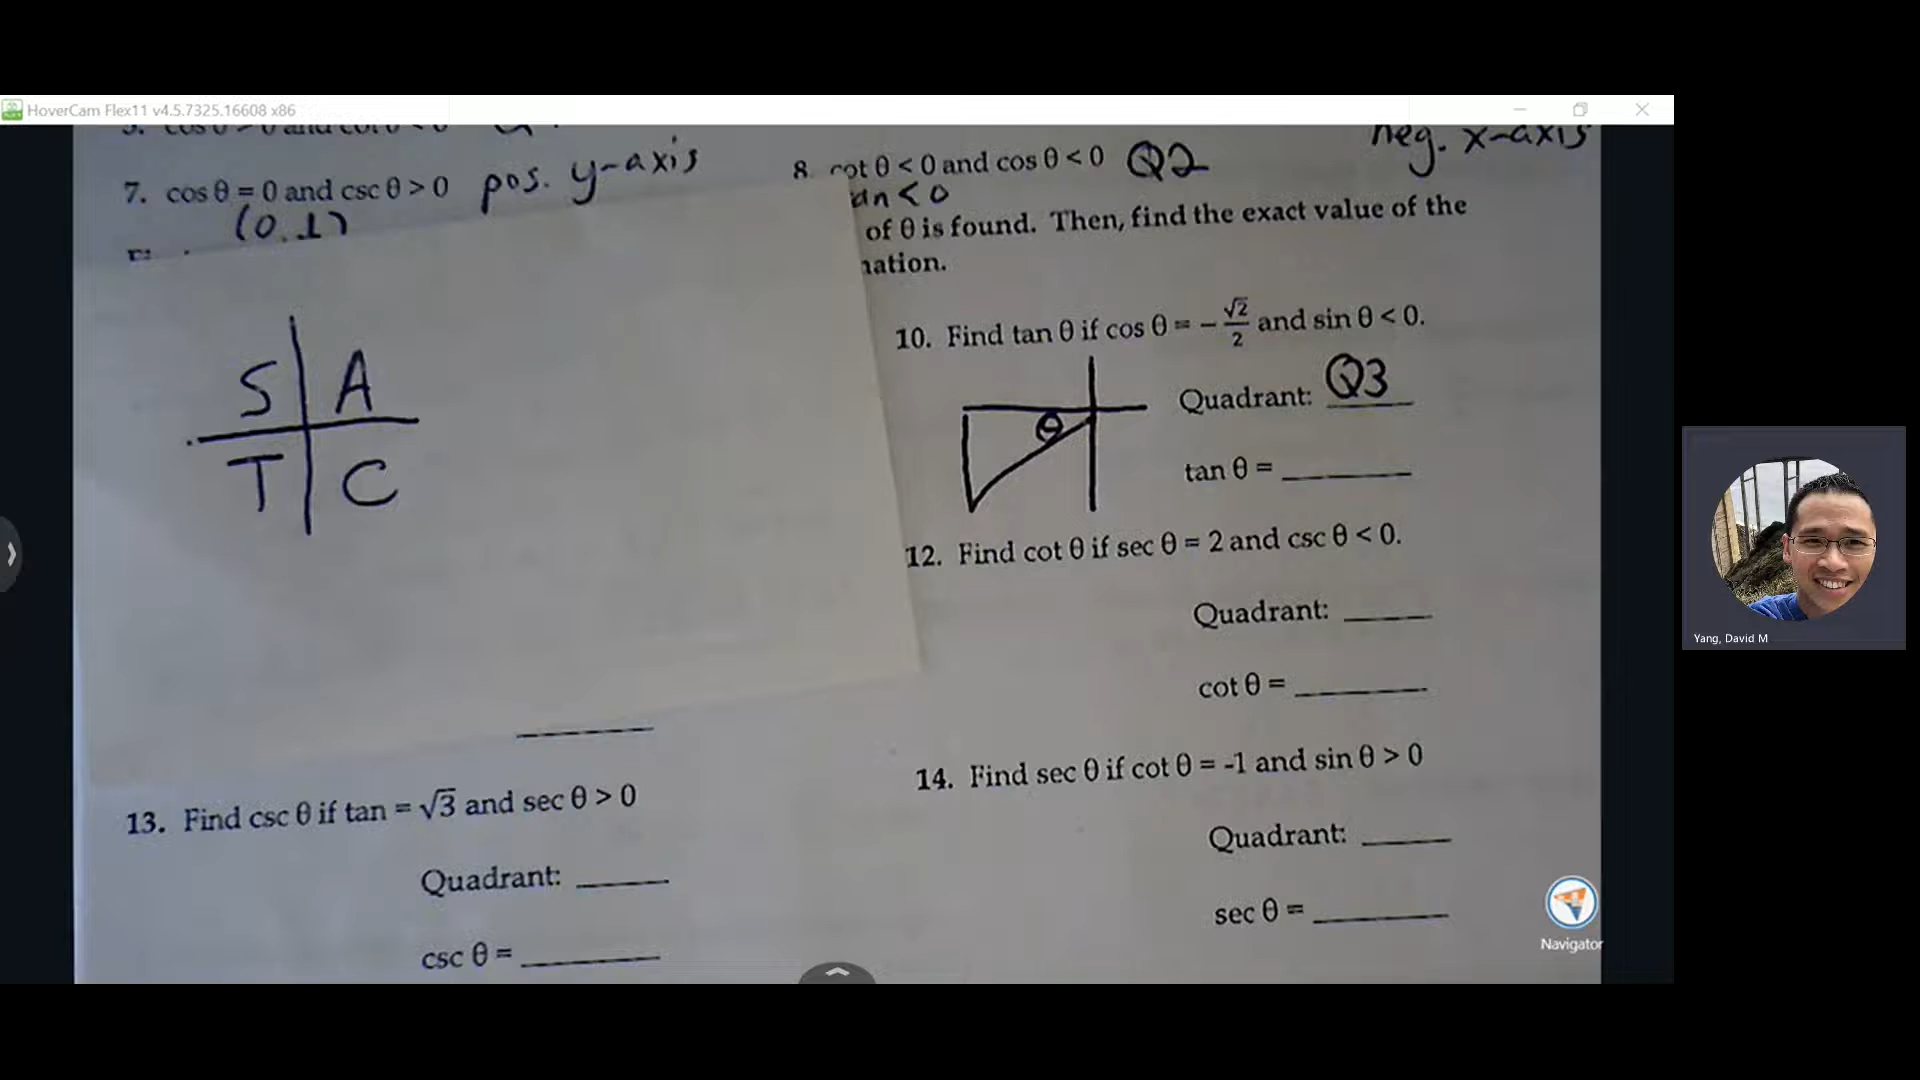 HoverCam Flex11 v4.5.7325.16608 x86
7. cos θ = 0 and csc θ > 0 pos. y-axis
(0,1)
8. cot θ < 0 and cos θ < 0 Q2
neg. x-axis
an < 0
of θ is found. Then, find the exact value of the
nation.
S A
T C
10. Find tan θ if cos θ = -√2/2 and sin θ < 0.
θ
Quadrant: Q3
tan θ =
12. Find cot θ if sec θ = 2 and csc θ < 0.
Quadrant:
cot θ =
13. Find csc θ if tan = √3 and sec θ > 0
Quadrant:
csc θ =
14. Find sec θ if cot θ = -1 and sin θ > 0
Quadrant:
sec θ =
Navigator
Yang, David M